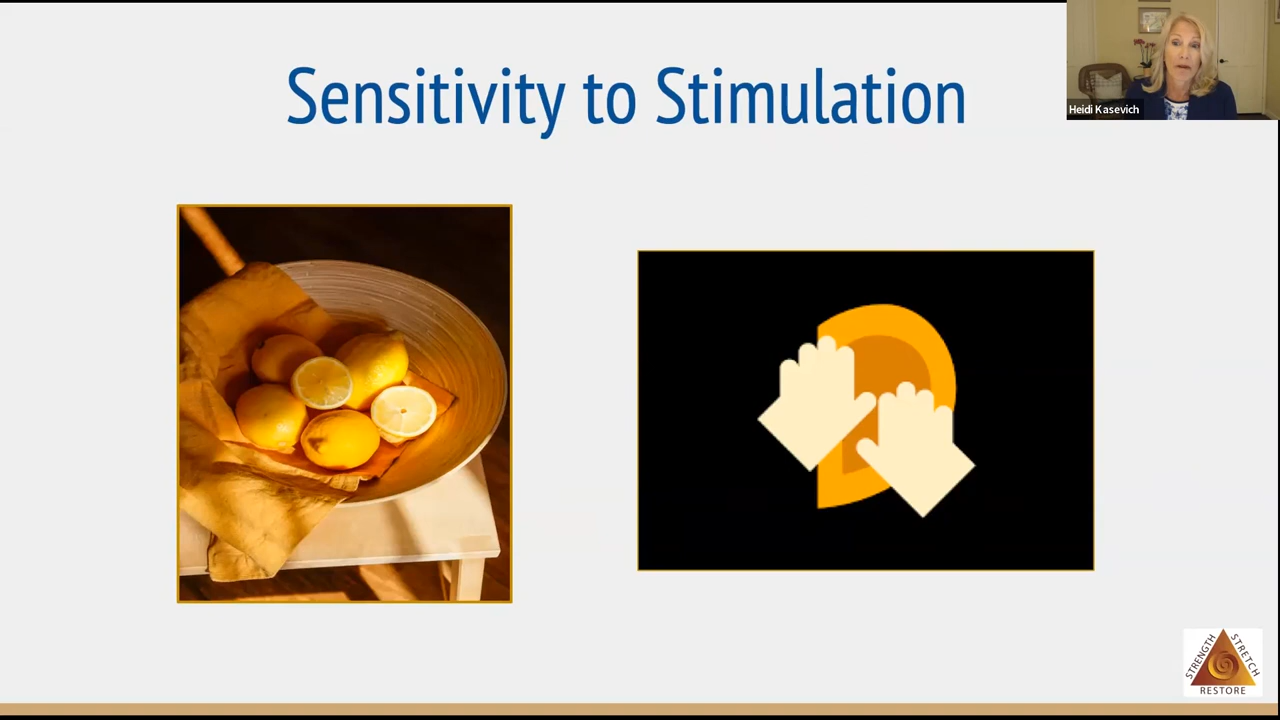 Sensitivity to Stimulation
Heidi Kasevich
STRENGTH
STRETCH
RESTORE